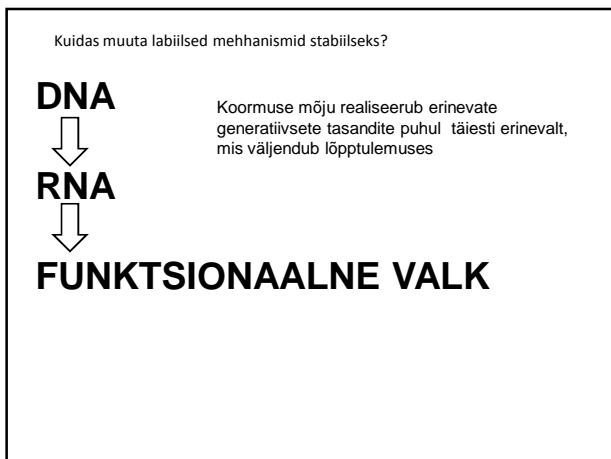 Kuidas muuta labiilsed mehhanismid stabiilseks?
DNA
Koormuse mõju realiseerub erinevate
generatiivsete tasandite puhul täiesti erinevalt,
mis väljendub lõpptulemuses
RNA
FUNKTSIONAALNE VALK